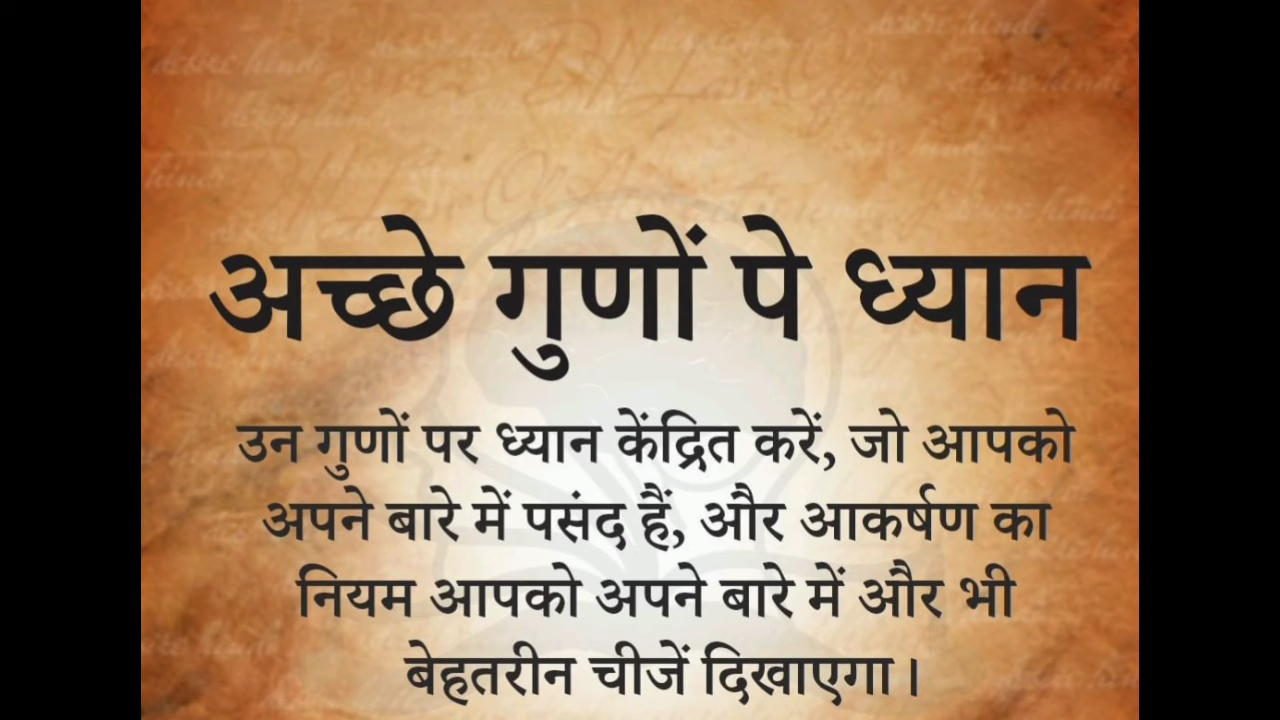 अच्छे गुणों पे ध्यान
उन गुणों पर ध्यान केंद्रित करें, जो आपको
अपने बारे में पसंद हैं, और आकर्षण का
नियम आपको अपने बारे में और भी
बेहतरीन चीजें दिखाएगा।